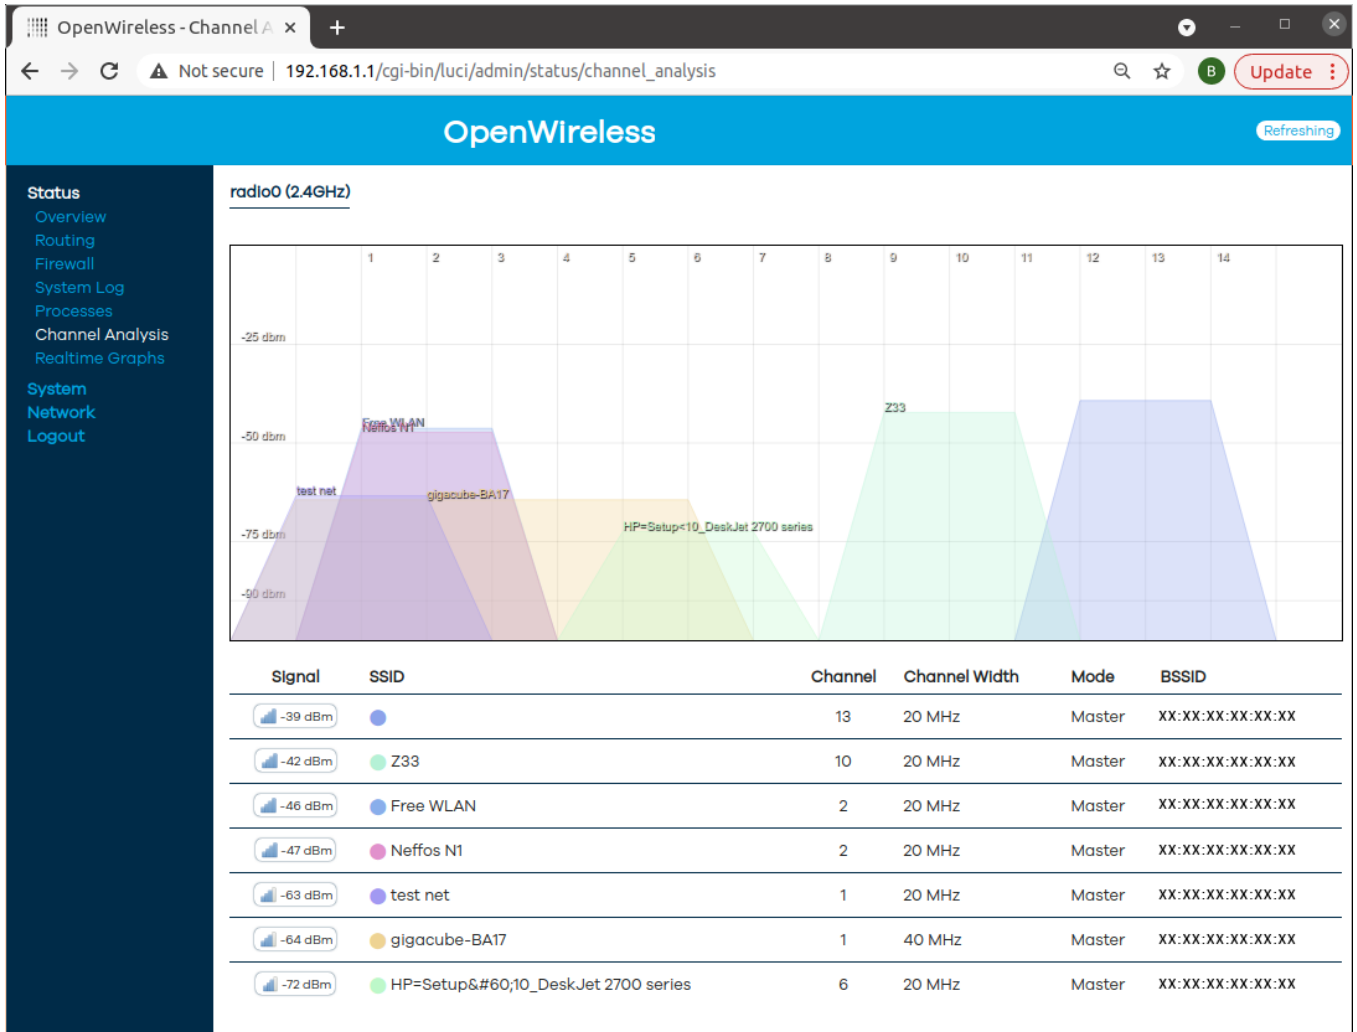 OpenWireless - Channel A
Not secure | 192.168.1.1/cgi-bin/luci/admin/status/channel_analysis
B
Update
OpenWireless
Refreshing
Status
Overview
Routing
Firewall
System Log
Processes
Channel Analysis
Realtime Graphs
System
Network
Logout
radio0 (2.4GHz)
1 2 3 4 5 6 7 8 9 10 11 12 13 14
-25 dbm
Z33
Free WLAN
Neffos N1
-50 dbm
test net
gigacube-BA17
HP=Setup<10_DeskJet 2700 series
-75 dbm
-90 dbm
Signal SSID Channel Channel Width Mode BSSID
-39 dBm 13 20 MHz Master XX:XX:XX:XX:XX:XX
-42 dBm Z33 10 20 MHz Master XX:XX:XX:XX:XX:XX
-46 dBm Free WLAN 2 20 MHz Master XX:XX:XX:XX:XX:XX
-47 dBm Neffos N1 2 20 MHz Master XX:XX:XX:XX:XX:XX
-63 dBm test net 1 20 MHz Master XX:XX:XX:XX:XX:XX
-64 dBm gigacube-BA17 1 40 MHz Master XX:XX:XX:XX:XX:XX
-72 dBm HP=Setup&#60;10_DeskJet 2700 series 6 20 MHz Master XX:XX:XX:XX:XX:XX